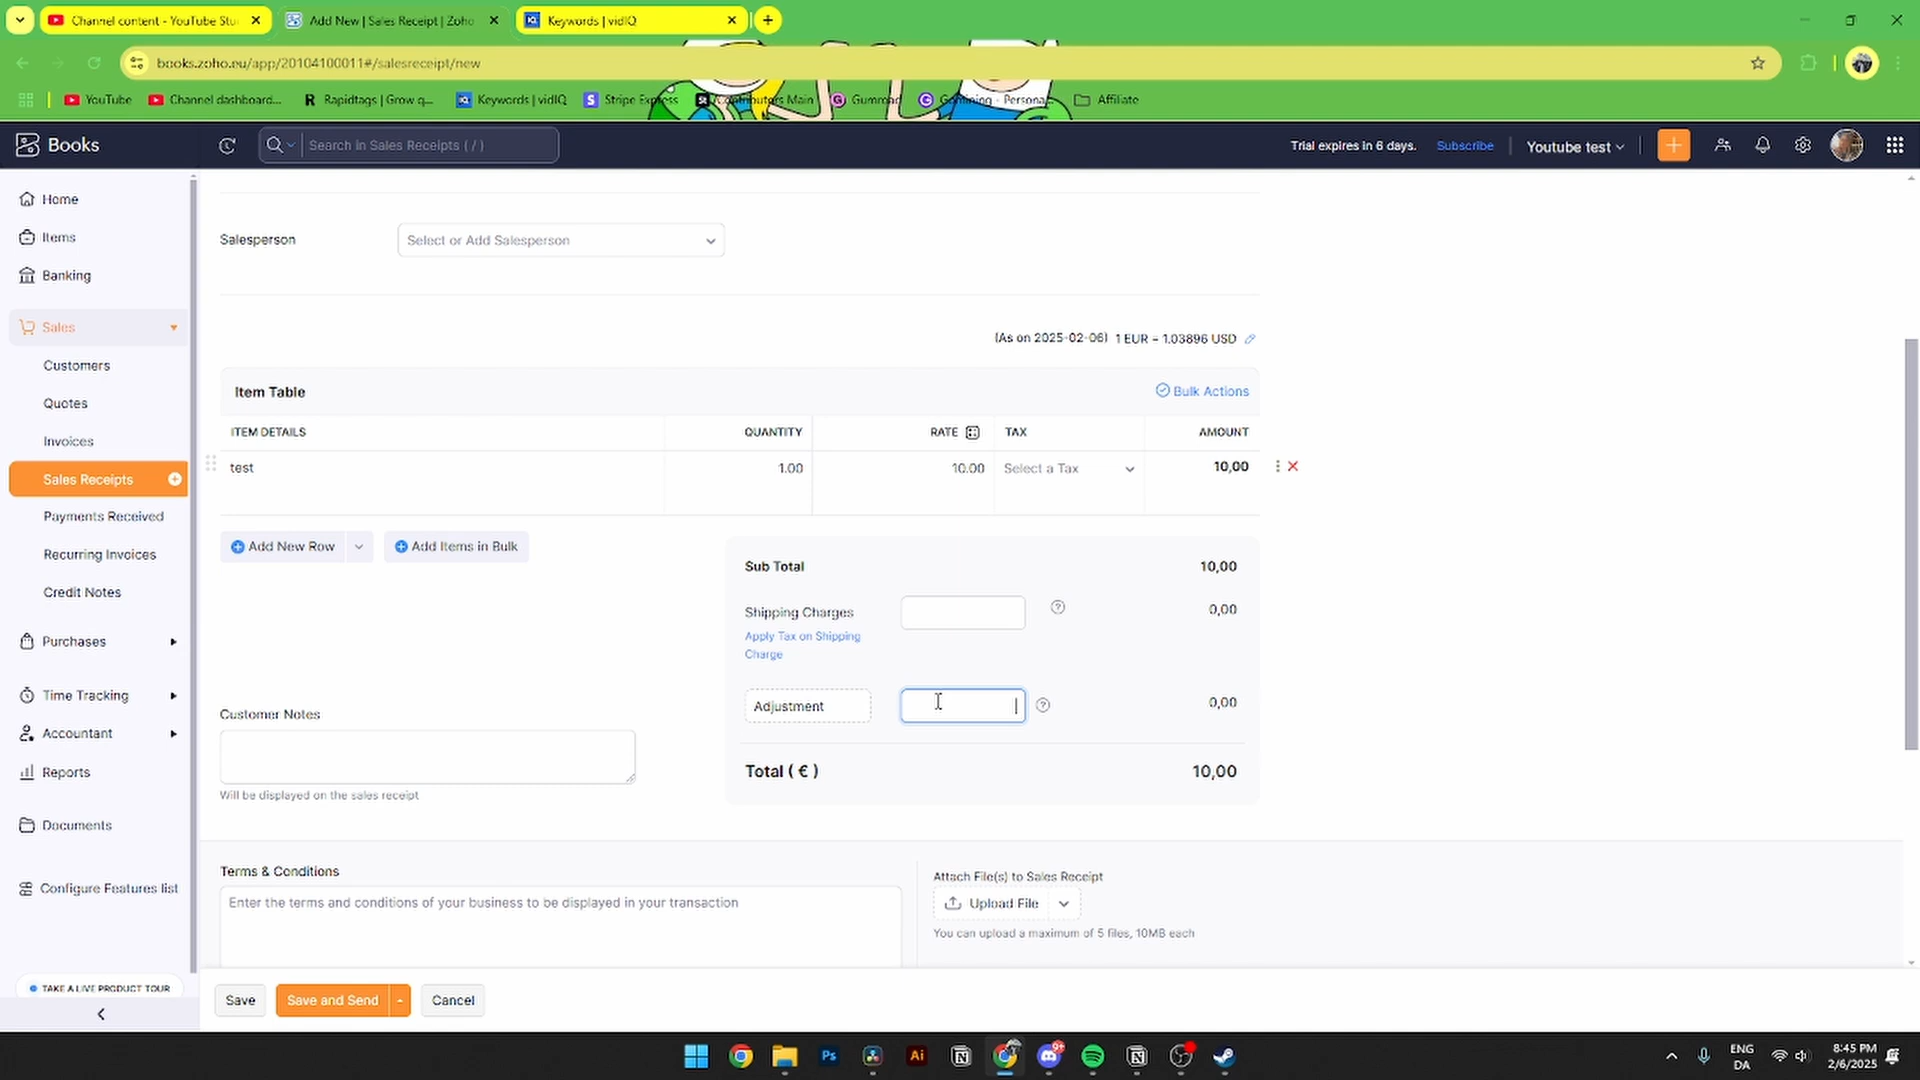 Channel content - YouTube Stu
Add New | Sales Receipt | Zoho
Keywords | vidIQ
books.zoho.eu/app/20104100011#/salesreceipt/new
YouTube
Channel dashboard...
Rapidtags | Grow q...
Keywords | vidIQ
Stripe Express
Contributors Main
Gumroad
Affiliate
Books
Search in Sales Receipts ( / )
Trial expires in 6 days.
Subscribe
Youtube test
Home
Items
Banking
Sales
Customers
Quotes
Invoices
Sales Receipts
Payments Received
Recurring Invoices
Credit Notes
Purchases
Time Tracking
Accountant
Reports
Documents
Configure Features list
TAKE A LIVE PRODUCT TOUR
Salesperson
Select or Add Salesperson
(As on 2025-02-06) 1 EUR = 1.03896 USD
Item Table
Bulk Actions
ITEM DETAILS QUANTITY RATE TAX AMOUNT
test 1.00 10.00 Select a Tax 10,00
Add New Row
Add Items in Bulk
Sub Total 10,00
Shipping Charges 0,00
Apply Tax on Shipping
Charge
Adjustment 0,00
Total ( € ) 10,00
Customer Notes
Will be displayed on the sales receipt
Terms & Conditions
Enter the terms and conditions of your business to be displayed in your transaction
Attach File(s) to Sales Receipt
Upload File
You can upload a maximum of 5 files, 10MB each
Save
Save and Send
Cancel
Ps
Ai
9+
ENG
DA
8:45 PM
2/6/2025